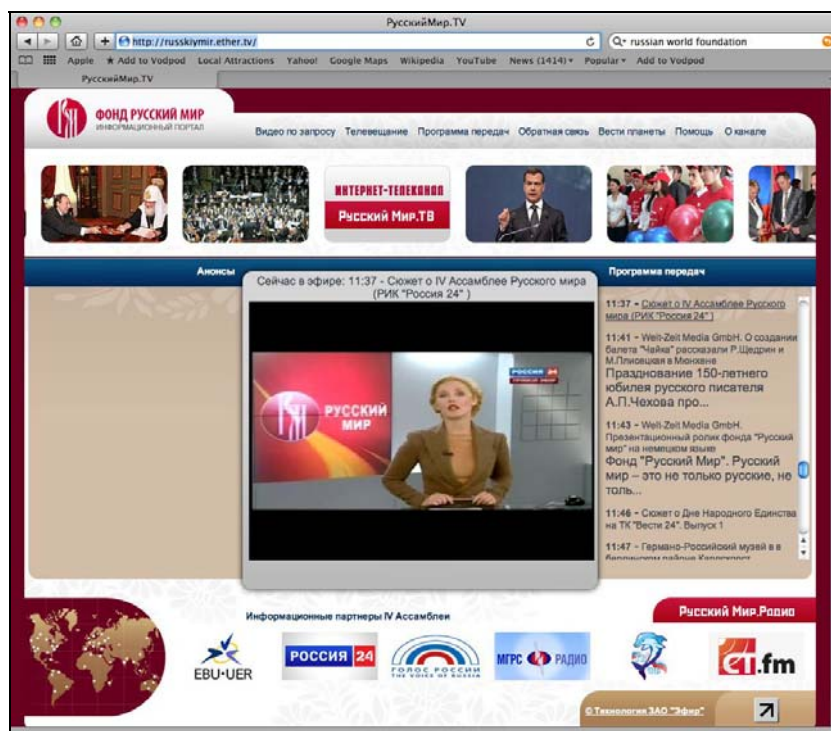 РусскийМир.TV
http://russkiymir.ether.tv/
russian world foundation
Apple ★ Add to Vodpod Local Attractions Yahoo! Google Maps Wikipedia YouTube News (1414) Popular Add to Vodpod
РусскийМир.TV
ФОНД РУССКИЙ МИР
ИНФОРМАЦИОННЫЙ ПОРТАЛ
Видео по запросу Телевещание Программа передач Обратная связь Вести планеты Помощь О канале
ИНТЕРНЕТ-ТЕЛЕКАНАЛ
Русский Мир.ТВ
Анонсы
Сейчас в эфире: 11:37 - Сюжет о IV Ассамблее Русского мира
(РИК "Россия 24" )
РОССИЯ 24
РУССКИЙ
МИР
Программа передач
11:37 - Сюжет о IV Ассамблее Русского
мира (РИК "Россия 24" )
11:41 - Welt-Zeit Media GmbH. О создании
балета "Чайка" рассказали Р.Щедрин и
М.Плисецкая в Мюнхене
Празднование 150-летнего
юбилея русского писателя
А.П.Чехова про...
11:43 - Welt-Zeit Media GmbH.
Презентационный ролик фонда "Русский
мир" на немецком языке
Фонд "Русский Мир". Русский
мир – это не только русские, не
толь...
11:46 - Сюжет о Дне Народного Единства
на ТК "Вести 24". Выпуск 1
11:47 - Германо-Российский музей в в
берлинском районе Карлсхорст
Информационные партнеры IV Ассамблеи
Русский Мир.Радио
EBU·UER
РОССИЯ 24
ГОЛОС РОССИИ
THE VOICE OF RUSSIA
МГРС РАДИО
СТ.fm
© Технология ЗАО "Эфир"